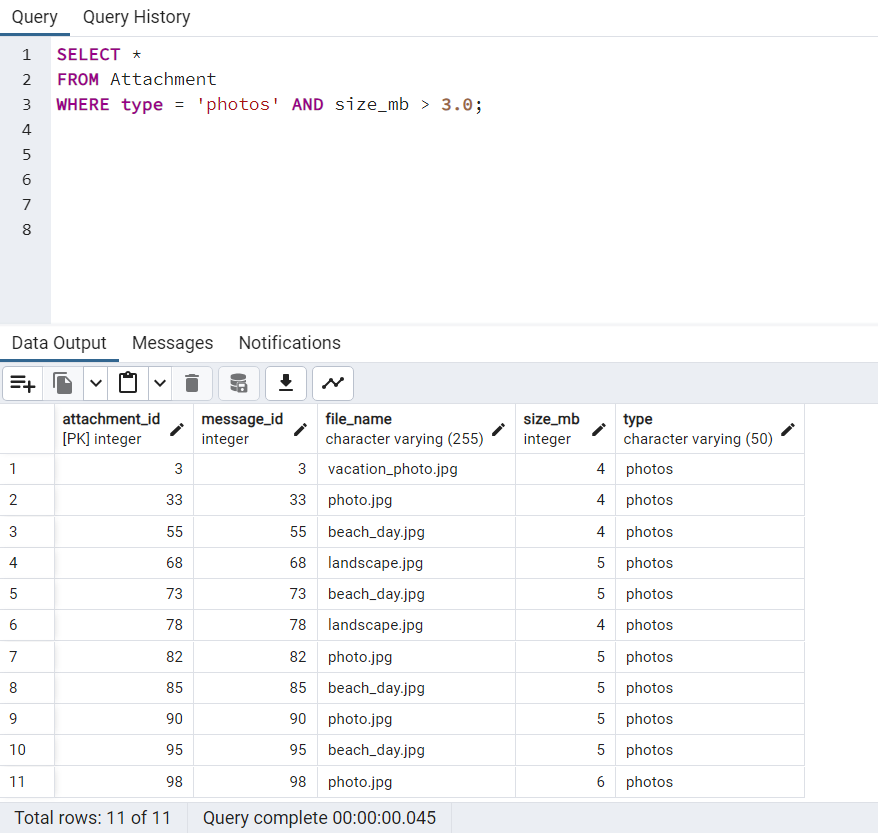 Query Query History
1 SELECT *
2 FROM Attachment
3 WHERE type = 'photos' AND size_mb > 3.0;
4
5
6
7
8
Data Output Messages Notifications
attachment_id message_id file_name size_mb type
[PK] integer integer character varying (255) integer character varying (50)
1 3 3 vacation_photo.jpg 4 photos
2 33 33 photo.jpg 4 photos
3 55 55 beach_day.jpg 4 photos
4 68 68 landscape.jpg 5 photos
5 73 73 beach_day.jpg 5 photos
6 78 78 landscape.jpg 4 photos
7 82 82 photo.jpg 5 photos
8 85 85 beach_day.jpg 5 photos
9 90 90 photo.jpg 5 photos
10 95 95 beach_day.jpg 5 photos
11 98 98 photo.jpg 6 photos
Total rows: 11 of 11 Query complete 00:00:00.045